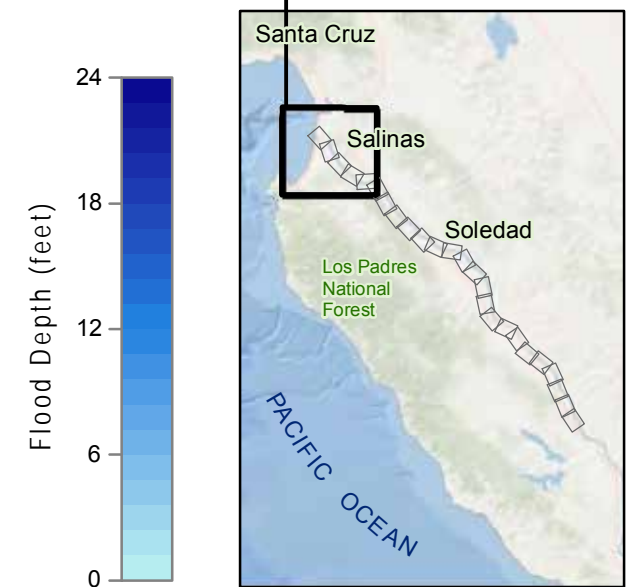 24
18
12
6
0
Flood Depth (feet)
Santa Cruz
Salinas
Soledad
Los Padres
National
Forest
PACIFIC OCEAN